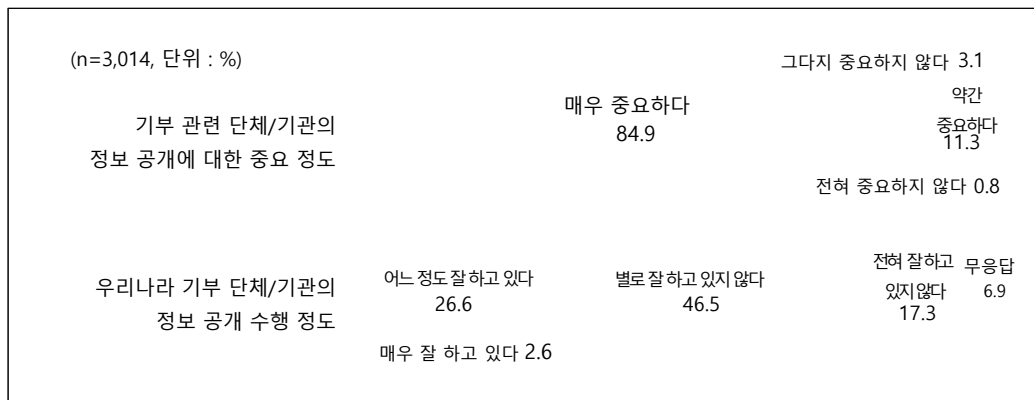 (n=3,014, 단위 : %)
그다지 중요하지 않다 3.1
매우 중요하다
84.9
약간
중요하다
11.3
기부 관련 단체/기관의
정보 공개에 대한 중요 정도
전혀 중요하지 않다 0.8
우리나라 기부 단체/기관의
정보 공개 수행 정도
어느 정도 잘 하고 있다
26.6
별로 잘 하고 있지 않다
46.5
전혀 잘 하고
있지 않다
17.3
무응답
6.9
매우 잘 하고 있다 2.6